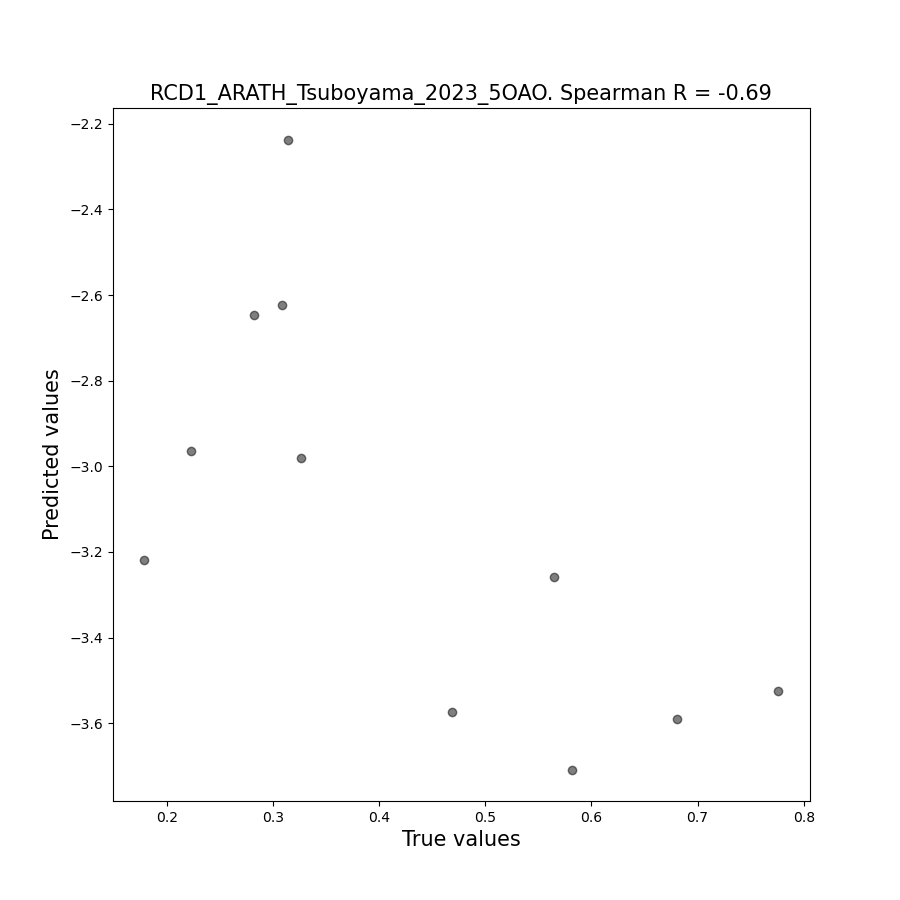 RCD1_ARATH_Tsuboyama_2023_5OAO. Spearman R = -0.69
−2.2
−2.4
−2.6
−2.8
−3.0
−3.2
−3.4
−3.6
Predicted values
0.2 0.3 0.4 0.5 0.6 0.7 0.8
True values